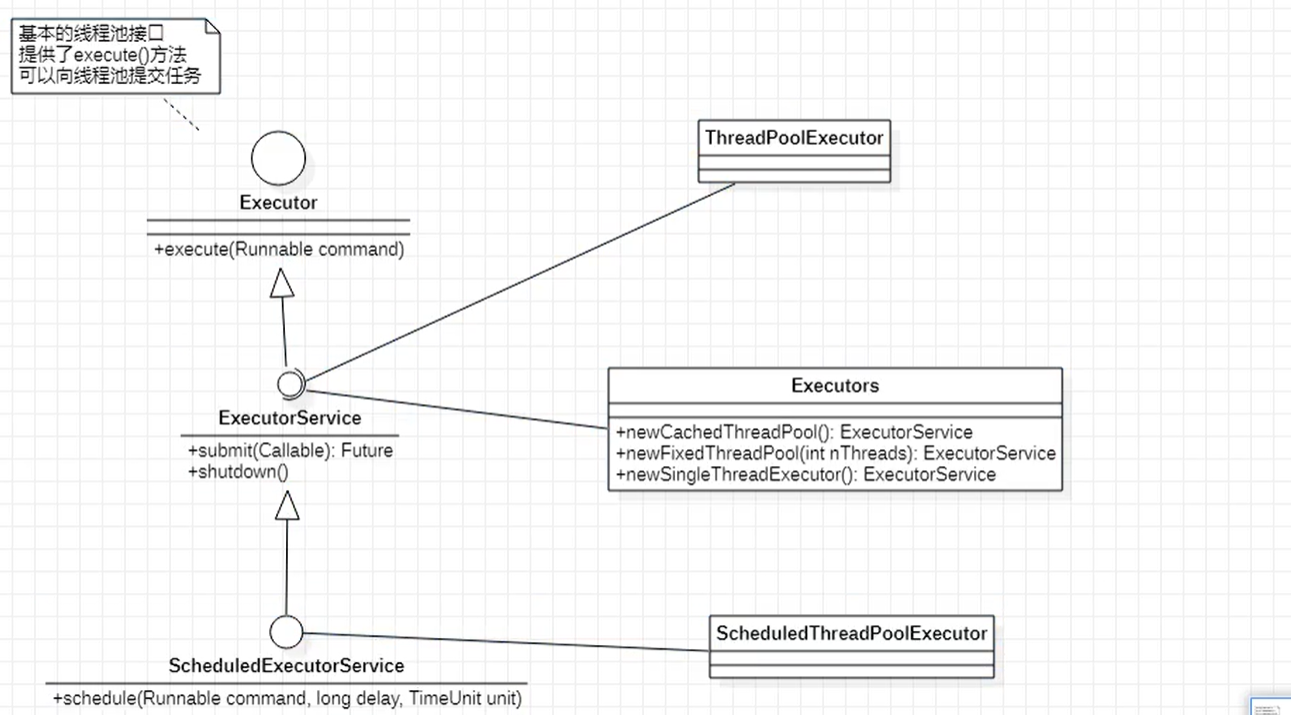 基本的线程池接口
提供了execute()方法
可以向线程池提交任务
ThreadPoolExecutor
Executor
+execute(Runnable command)
Executors
ExecutorService
+newCachedThreadPool(): ExecutorService
+newFixedThreadPool(int nThreads): ExecutorService
+newSingleThreadExecutor(): ExecutorService
+submit(Callable): Future
+shutdown()
ScheduledThreadPoolExecutor
ScheduledExecutorService
+schedule(Runnable command, long delay, TimeUnit unit)